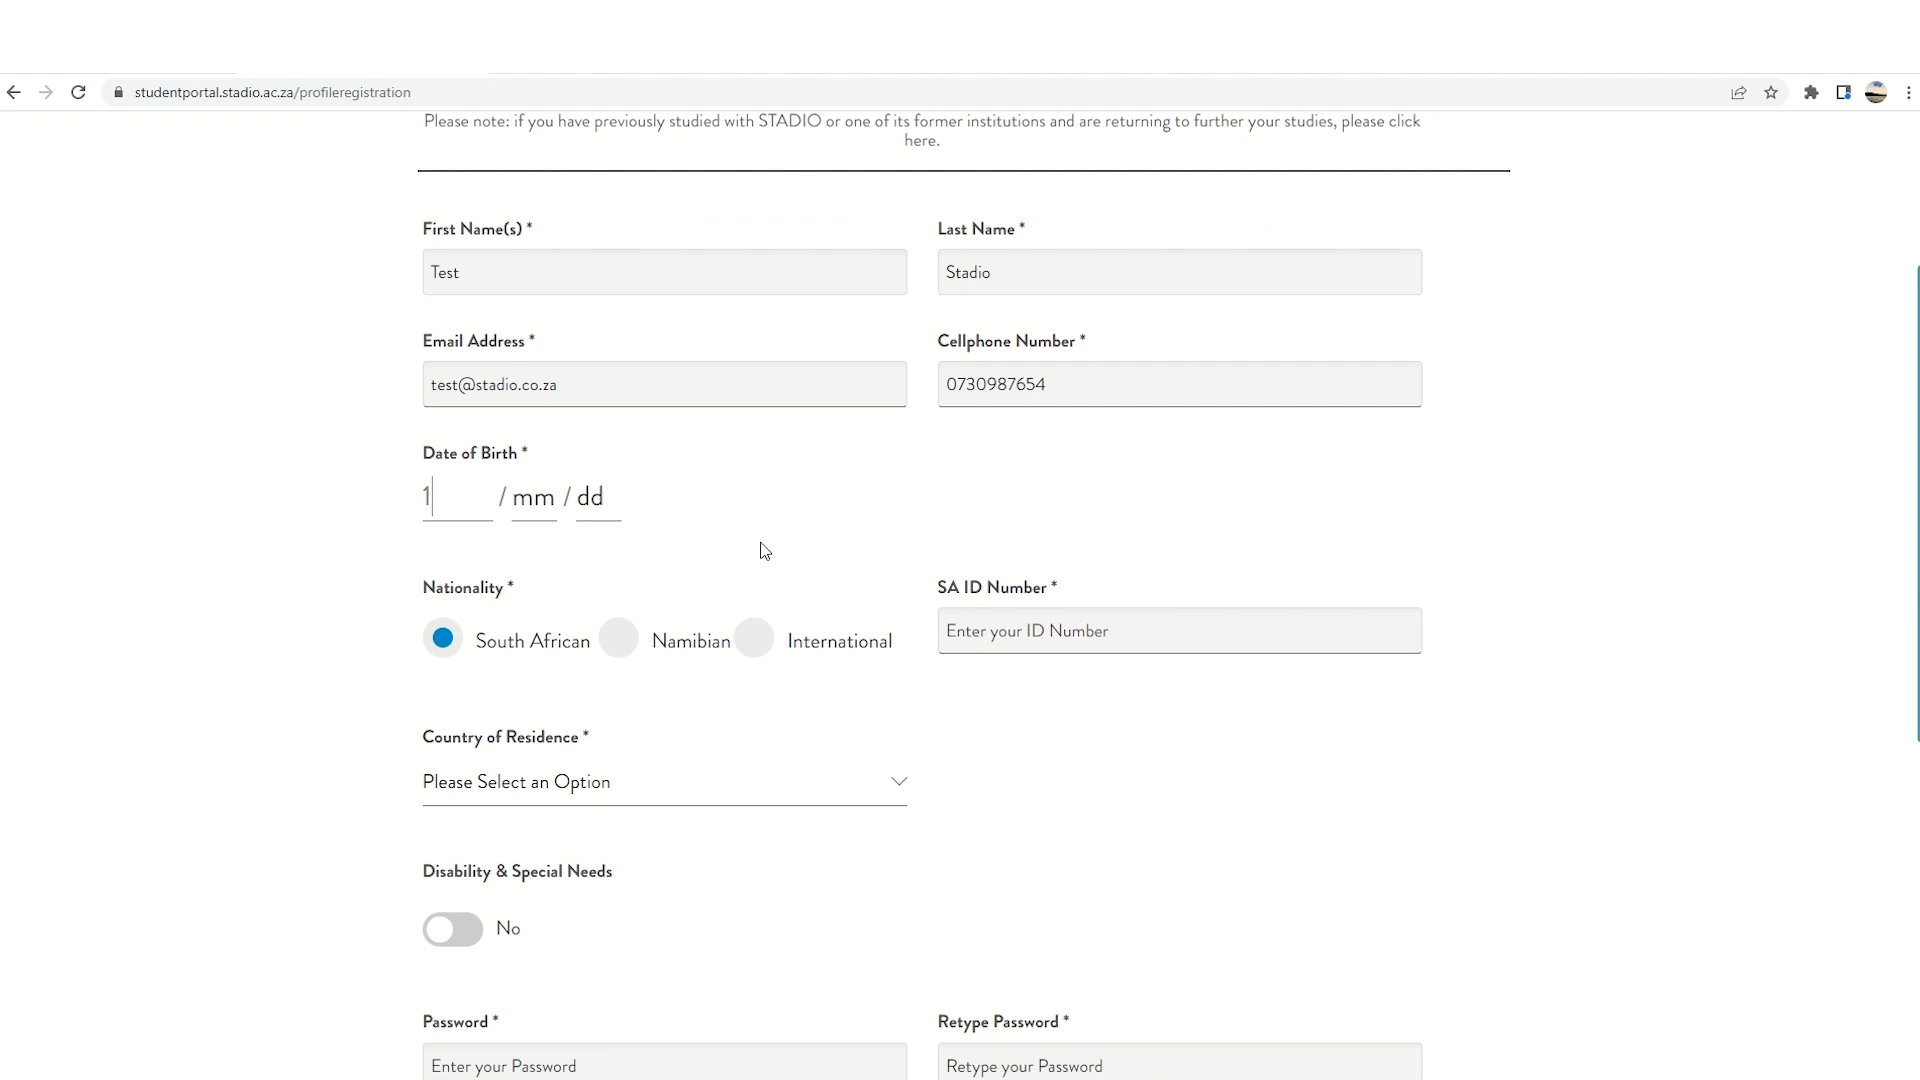 studentportal.stadio.ac.za/profileregistration
Please note: if you have previously studied with STADIO or one of its former institutions and are returning to further your studies, please click
here.
First Name(s) *
Last Name *
Test
Stadio
Email Address *
Cellphone Number *
test@stadio.co.za
0730987654
Date of Birth *
1 / mm / dd
Nationality *
SA ID Number *
South African Namibian International
Enter your ID Number
Country of Residence *
Please Select an Option
Disability & Special Needs
No
Password *
Retype Password *
Enter your Password
Retype your Password